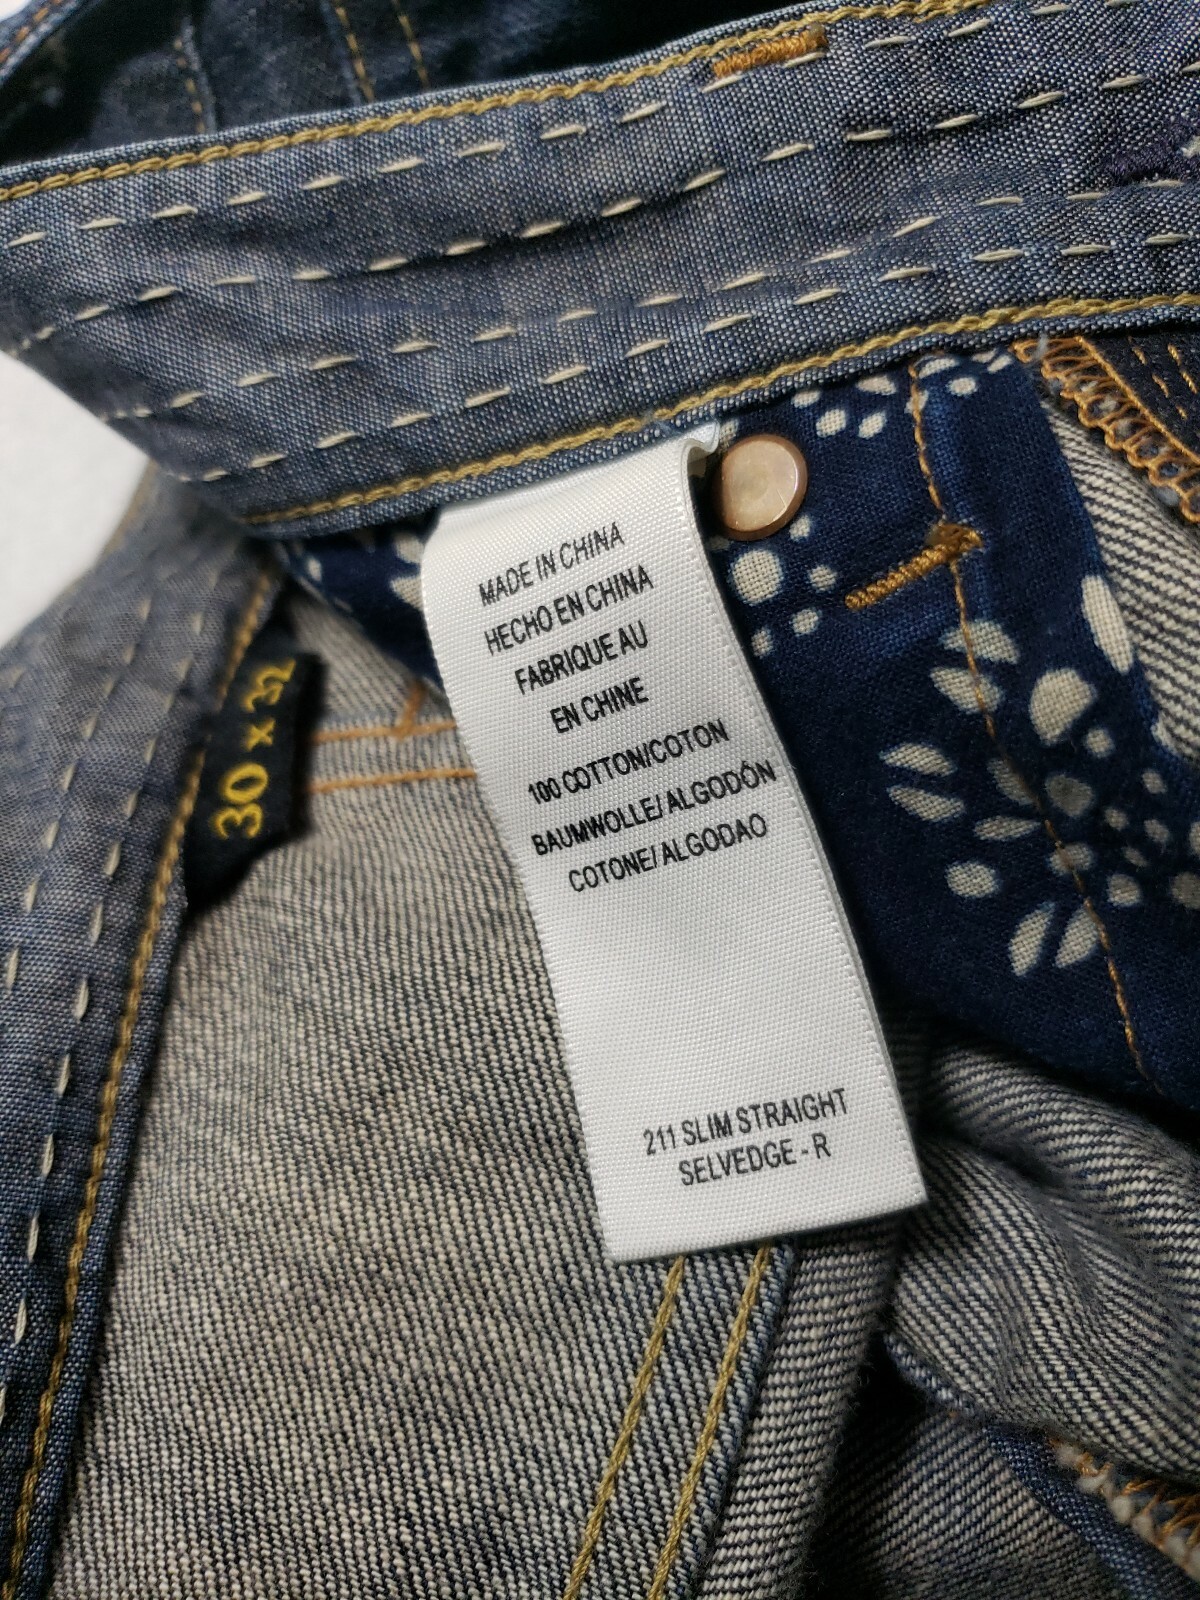 MADE IN CHINA
HECHO EN CHINA
FABRIQUE AU
EN CHINE
100 COTTON/COTON
BAUMWOLLE/ ALGODÓN
COTONE/ ALGODAO
211 SLIM STRAIGHT
SELVEDGE - R
30 x 32